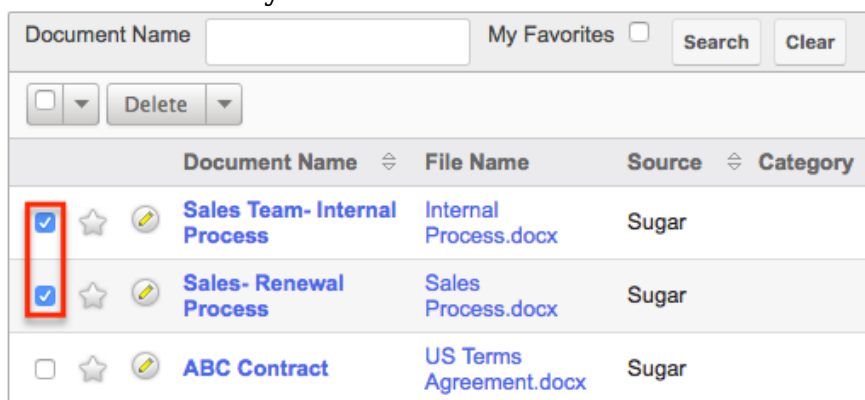 Document Name My Favorites Search Clear
Delete
Document Name File Name Source Category
Sales Team- Internal Internal
Process Process.docx Sugar
Sales- Renewal Sales
Process Process.docx Sugar
ABC Contract US Terms Sugar
Agreement.docx